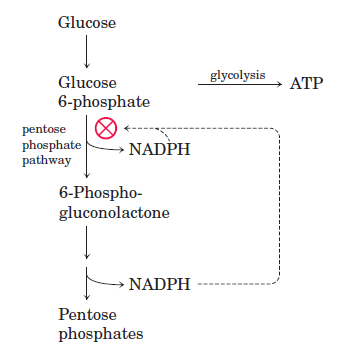 Glucose
Glucose
6-phosphate
glycolysis
ATP
pentose
phosphate
pathway
NADPH
6-Phospho-
gluconolactone
NADPH
Pentose
phosphates